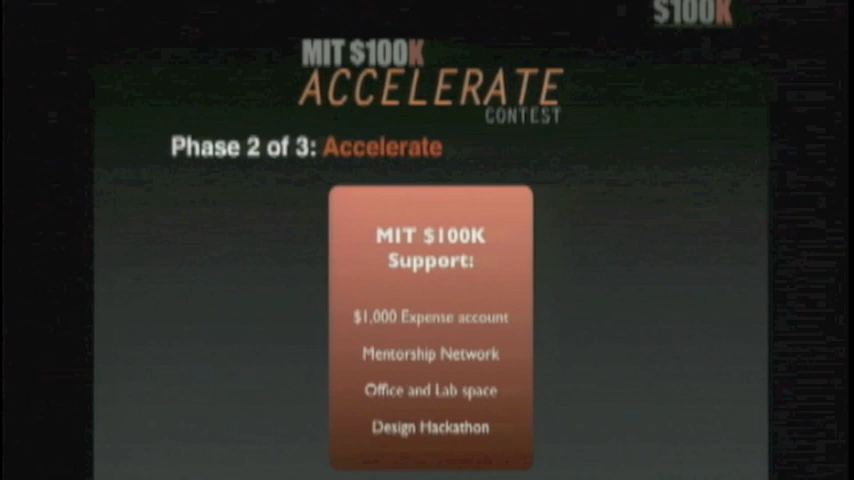 $100K
MIT $100K
ACCELERATE
CONTEST
Phase 2 of 3: Accelerate
MIT $100K
Support:
$1,000 Expense account
Mentorship Network
Office and Lab space
Design Hackathon